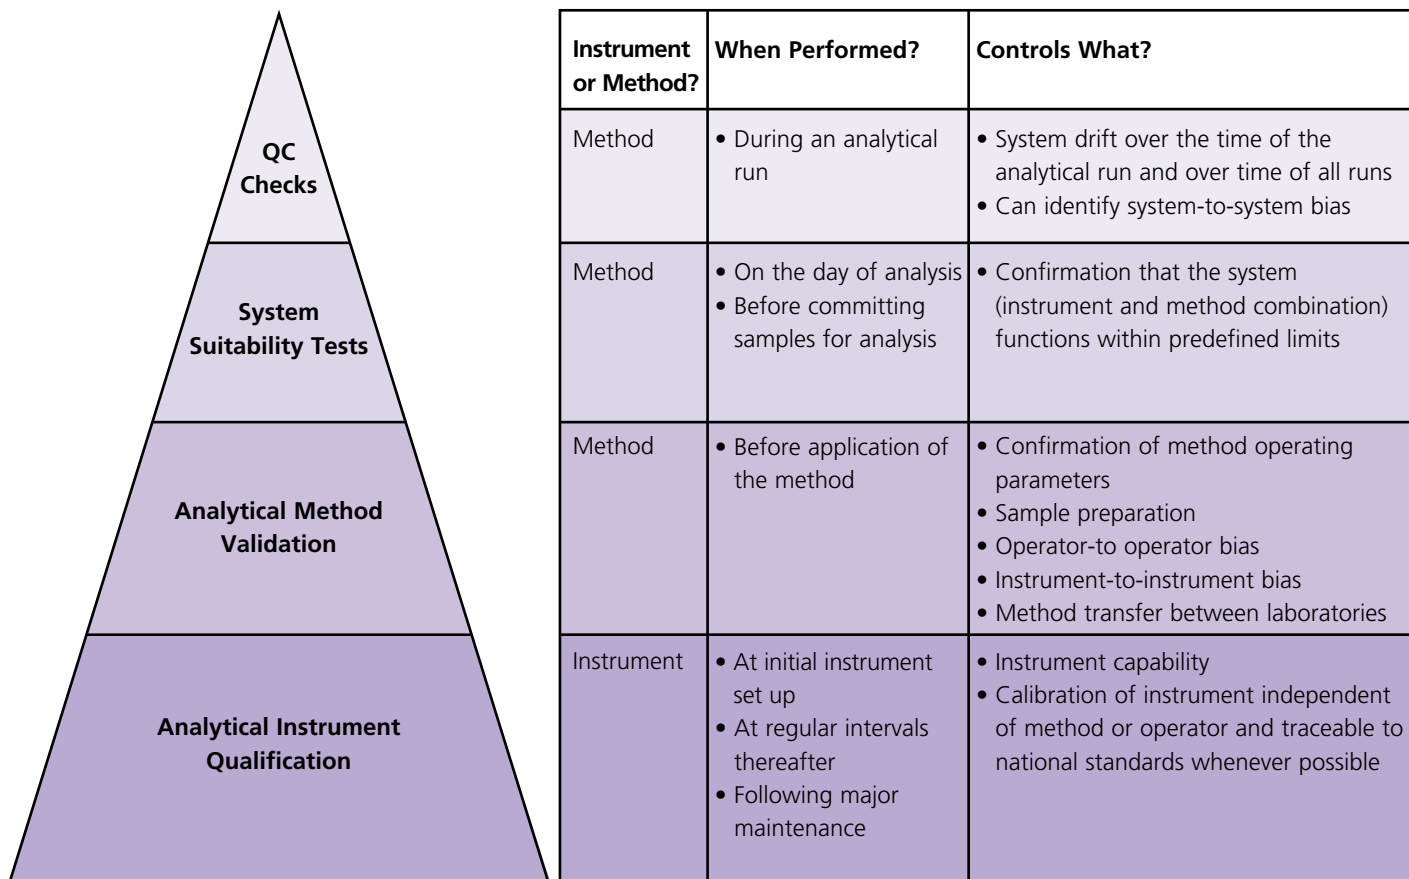 Instrument
or Method?
When Performed?
Controls What?
QC
Checks
Method
• During an analytical
run
• System drift over the time of the
analytical run and over time of all runs
• Can identify system-to-system bias
System
Suitability Tests
Method
• On the day of analysis
• Before committing
samples for analysis
• Confirmation that the system
(instrument and method combination)
functions within predefined limits
Analytical Method
Validation
Method
• Before application of
the method
• Confirmation of method operating
parameters
• Sample preparation
• Operator-to operator bias
• Instrument-to-instrument bias
• Method transfer between laboratories
Analytical Instrument
Qualification
Instrument
• At initial instrument
set up
• At regular intervals
thereafter
• Following major
maintenance
• Instrument capability
• Calibration of instrument independent
of method or operator and traceable to
national standards whenever possible